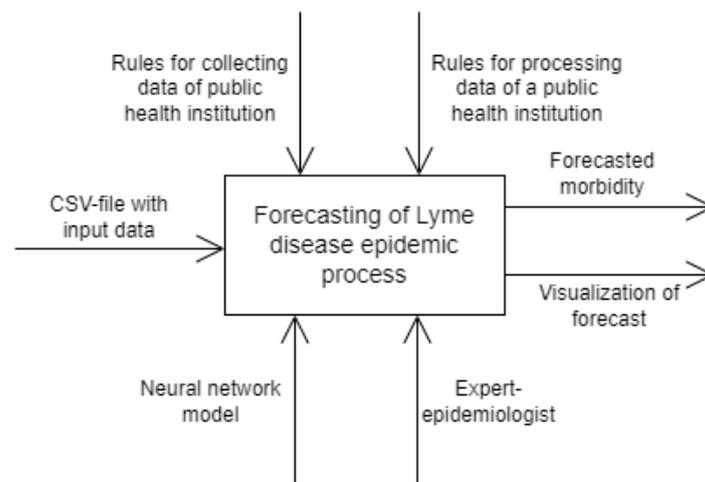 Rules for collecting
data of public
health institution
Rules for processing
data of a public
health institution
CSV-file with
input data
Forecasting of Lyme
disease epidemic
process
Forecasted
morbidity
Visualization of
forecast
Neural network
model
Expert-
epidemiologist